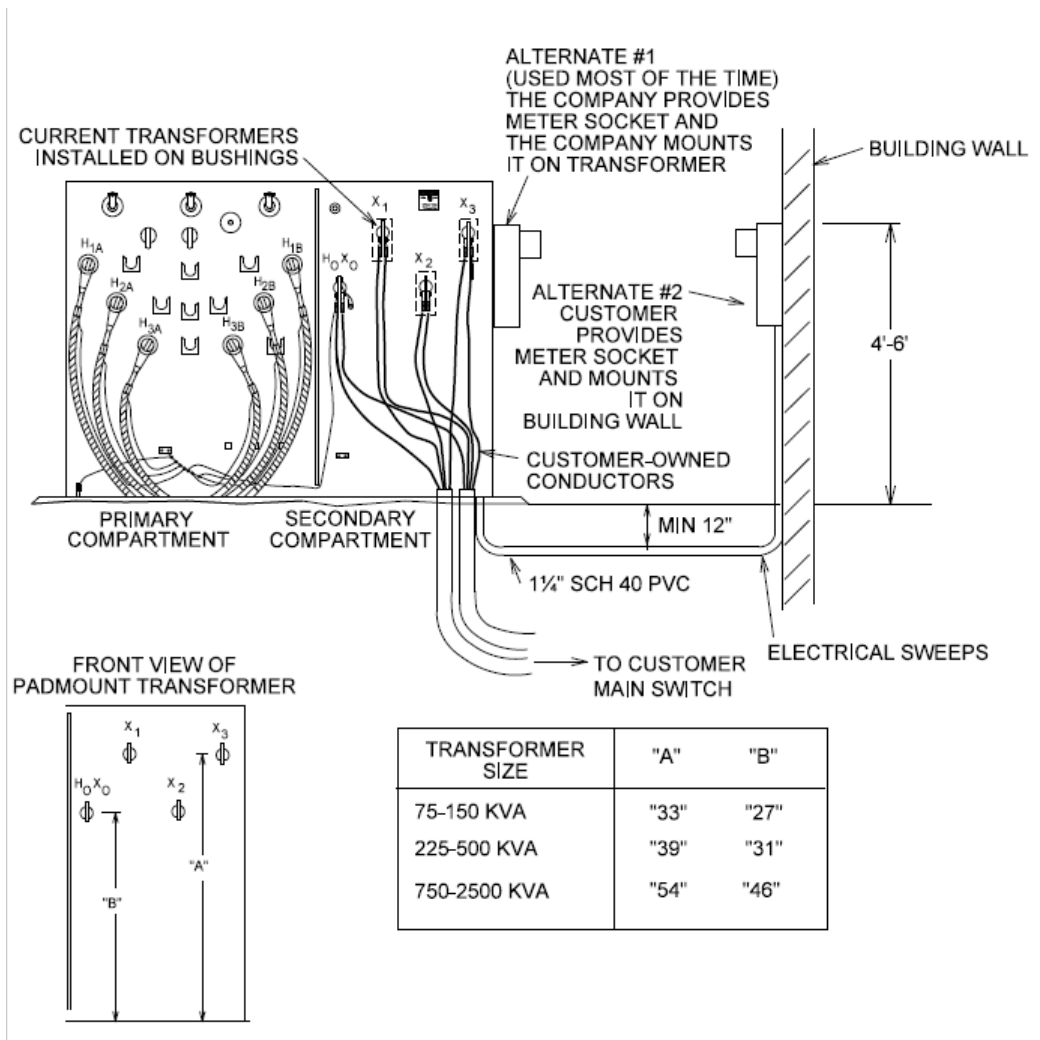 ALTERNATE #1
(USED MOST OF THE TIME)
THE COMPANY PROVIDES
METER SOCKET AND
THE COMPANY MOUNTS
IT ON TRANSFORMER
CURRENT TRANSFORMERS
INSTALLED ON BUSHINGS
BUILDING WALL
X1
X3
H1A
H1B
HOXO
X2
H2A
H2B
H3A
H3B
ALTERNATE #2
CUSTOMER
PROVIDES
METER SOCKET
AND MOUNTS
IT ON
BUILDING WALL
4'-6'
CUSTOMER-OWNED
CONDUCTORS
PRIMARY
COMPARTMENT
SECONDARY
COMPARTMENT
MIN 12"
1¼" SCH 40 PVC
ELECTRICAL SWEEPS
TO CUSTOMER
MAIN SWITCH
FRONT VIEW OF
PADMOUNT TRANSFORMER
X1
X3
HOXO
X2
"A"
"B"
TRANSFORMER SIZE "A" "B"
75-150 KVA "33" "27"
225-500 KVA "39" "31"
750-2500 KVA "54" "46"